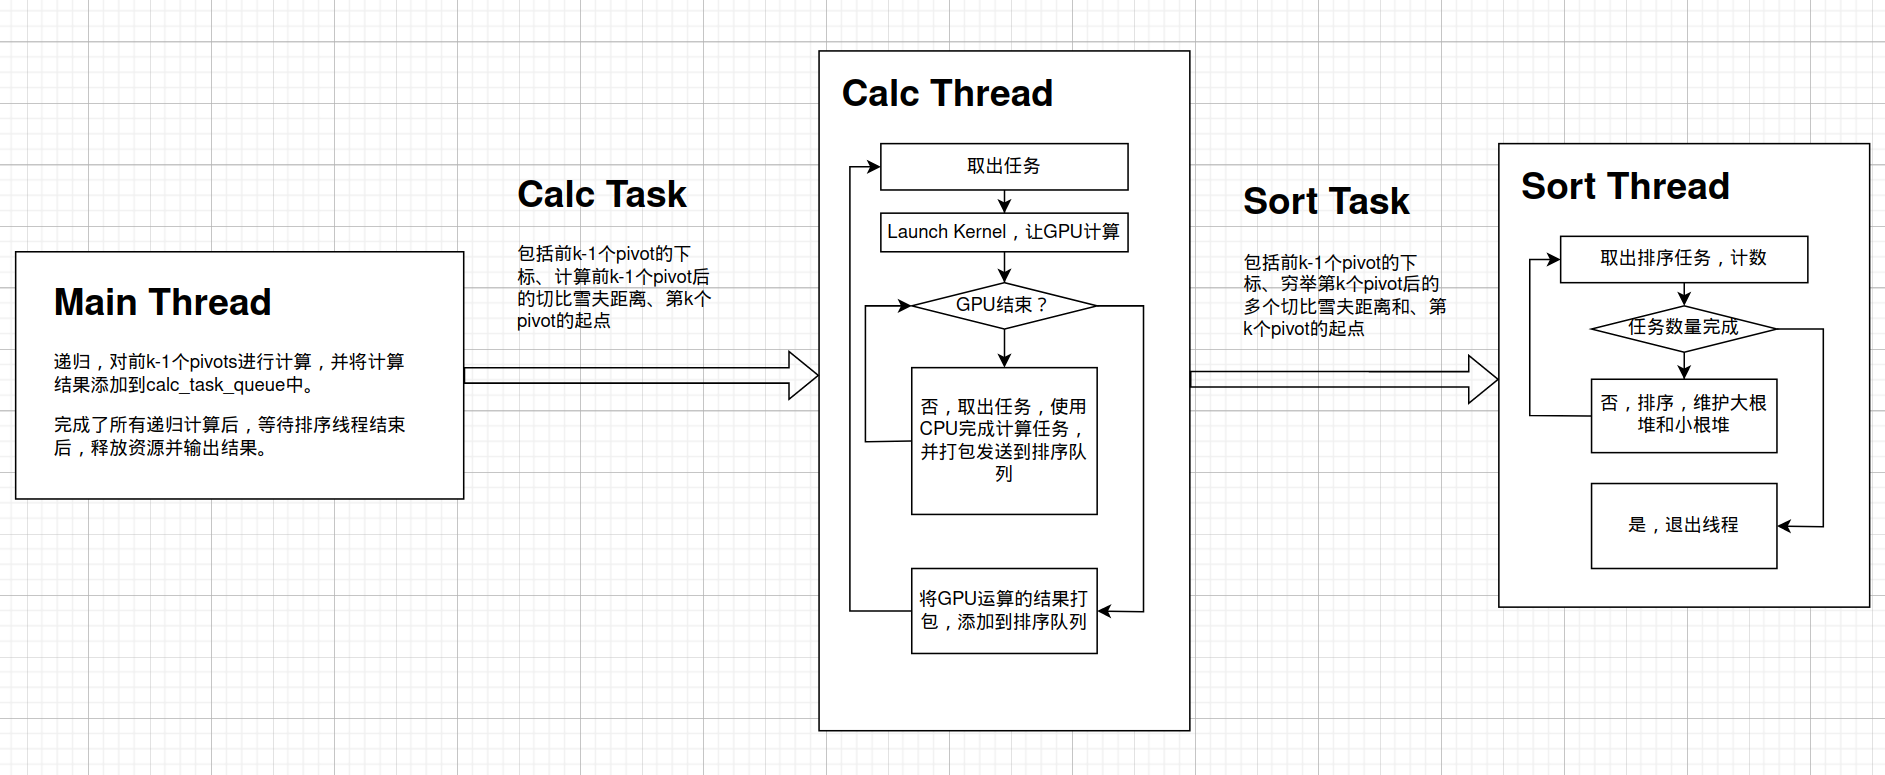 Main Thread
递归，对前k-1个pivots进行计算，并将计算
结果添加到calc_task_queue中。
完成了所有递归计算后，等待排序线程结束
后，释放资源并输出结果。
Calc Task
包括前k-1个pivot的下
标、计算前k-1个pivot后
的切比雪夫距离、第k个
pivot的起点
Calc Thread
取出任务
Launch Kernel，让GPU计算
GPU结束？
否，取出任务，使用
CPU完成计算任务，
并打包发送到排序队
列
将GPU运算的结果打
包，添加到排序队列
Sort Task
包括前k-1个pivot的下
标、穷举第k个pivot后的
多个切比雪夫距离和、第
k个pivot的起点
Sort Thread
取出排序任务，计数
任务数量完成
否，排序，维护大根
堆和小根堆
是，退出线程